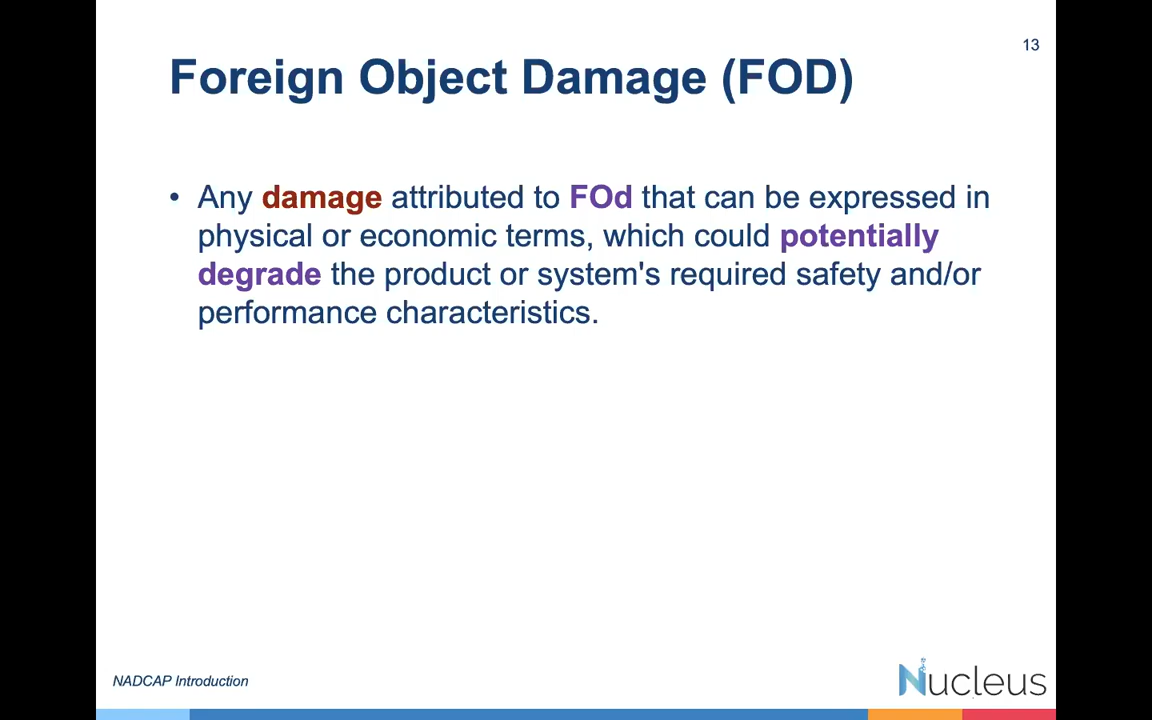 13
Foreign Object Damage (FOD)
• Any damage attributed to FOd that can be expressed in
physical or economic terms, which could potentially
degrade the product or system's required safety and/or
performance characteristics.
NADCAP Introduction
Nucleus